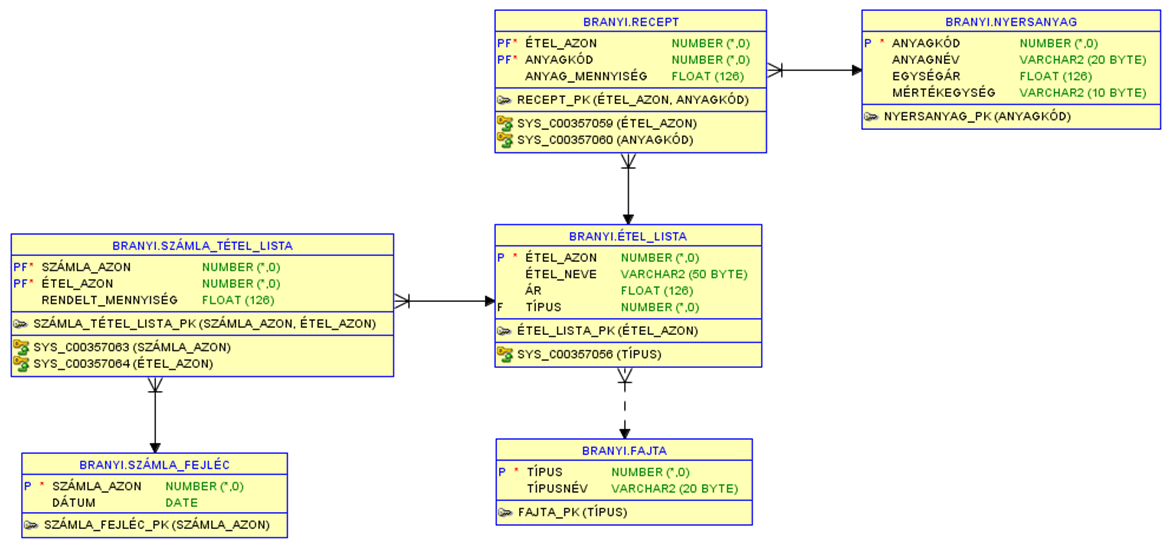 BRANYI.RECEPT
PF* ÉTEL_AZON NUMBER (*,0)
PF* ANYAGKÓD NUMBER (*,0)
ANYAG_MENNYISÉG FLOAT (126)
RECEPT_PK (ÉTEL_AZON, ANYAGKÓD)
SYS_C00357059 (ÉTEL_AZON)
SYS_C00357060 (ANYAGKÓD)
BRANYI.NYERSANYAG
P * ANYAGKÓD NUMBER (*,0)
ANYAGNÉV VARCHAR2 (20 BYTE)
EGYSÉGÁR FLOAT (126)
MÉRTÉKEGYSÉG VARCHAR2 (10 BYTE)
NYERSANYAG_PK (ANYAGKÓD)
BRANYI.SZÁMLA_TÉTEL_LISTA
PF* SZÁMLA_AZON NUMBER (*,0)
PF* ÉTEL_AZON NUMBER (*,0)
RENDELT_MENNYISÉG FLOAT (126)
SZÁMLA_TÉTEL_LISTA_PK (SZÁMLA_AZON, ÉTEL_AZON)
SYS_C00357063 (SZÁMLA_AZON)
SYS_C00357064 (ÉTEL_AZON)
BRANYI.ÉTEL_LISTA
P * ÉTEL_AZON NUMBER (*,0)
ÉTEL_NEVE VARCHAR2 (50 BYTE)
ÁR FLOAT (126)
F TÍPUS NUMBER (*,0)
ÉTEL_LISTA_PK (ÉTEL_AZON)
SYS_C00357056 (TÍPUS)
BRANYI.SZÁMLA_FEJLÉC
P * SZÁMLA_AZON NUMBER (*,0)
DÁTUM DATE
SZÁMLA_FEJLÉC_PK (SZÁMLA_AZON)
BRANYI.FAJTA
P * TÍPUS NUMBER (*,0)
TÍPUSNÉV VARCHAR2 (20 BYTE)
FAJTA_PK (TÍPUS)